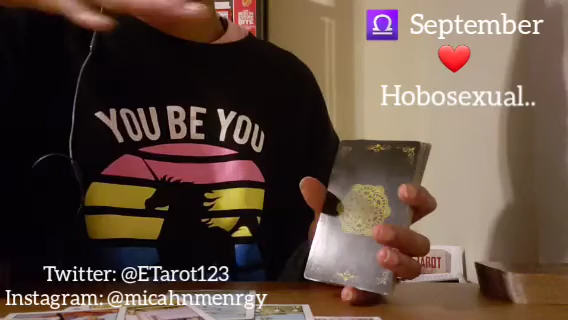 ♎ September
❤️
Hobosexual..
YOU BE YOU
Twitter: @ETarot123
Instagram: @micahnmenrgy